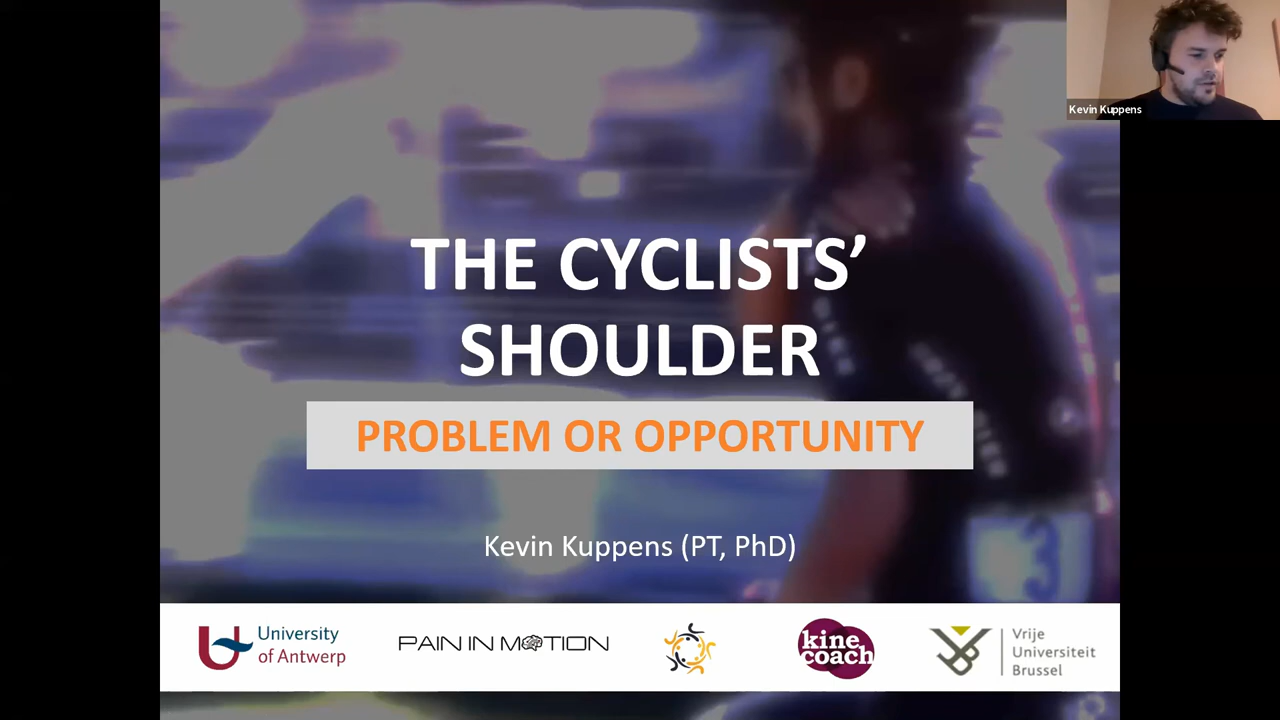 Kevin Kuppens
THE CYCLISTS’
SHOULDER
PROBLEM OR OPPORTUNITY
Kevin Kuppens (PT, PhD)
University
of Antwerp
PAIN IN MOTION
kine
coach
Vrije
Universiteit
Brussel
3